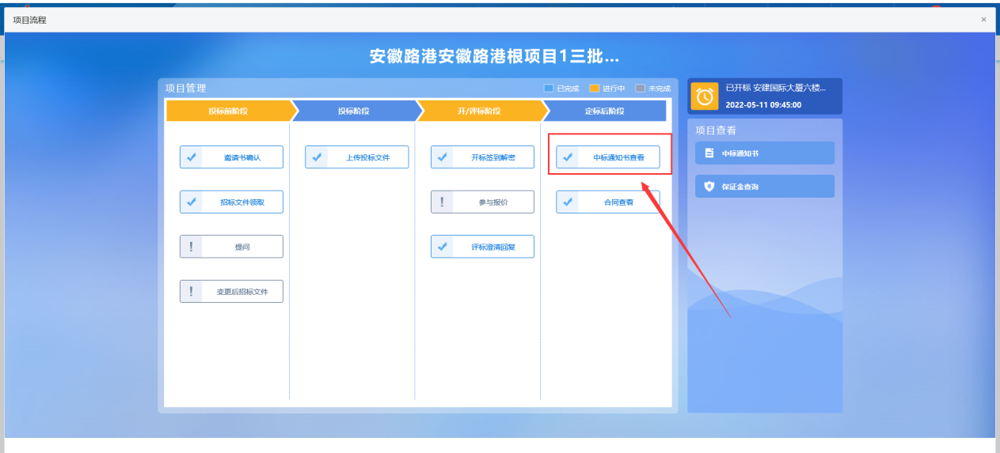 项目流程
×
安徽路港安徽路港根项目1三批...
项目管理
已完成 进行中 未完成
投标前阶段 投标阶段 开/评标阶段 定标后阶段
邀请书确认 上传投标文件 开标签到解密 中标通知书查看
招标文件领取 ! 参与报价 合同查看
! 提问 评标澄清回复
! 变更后招标文件
已开标 安建国际大厦六楼...
2022-05-11 09:45:00
项目查看
中标通知书
保证金查询